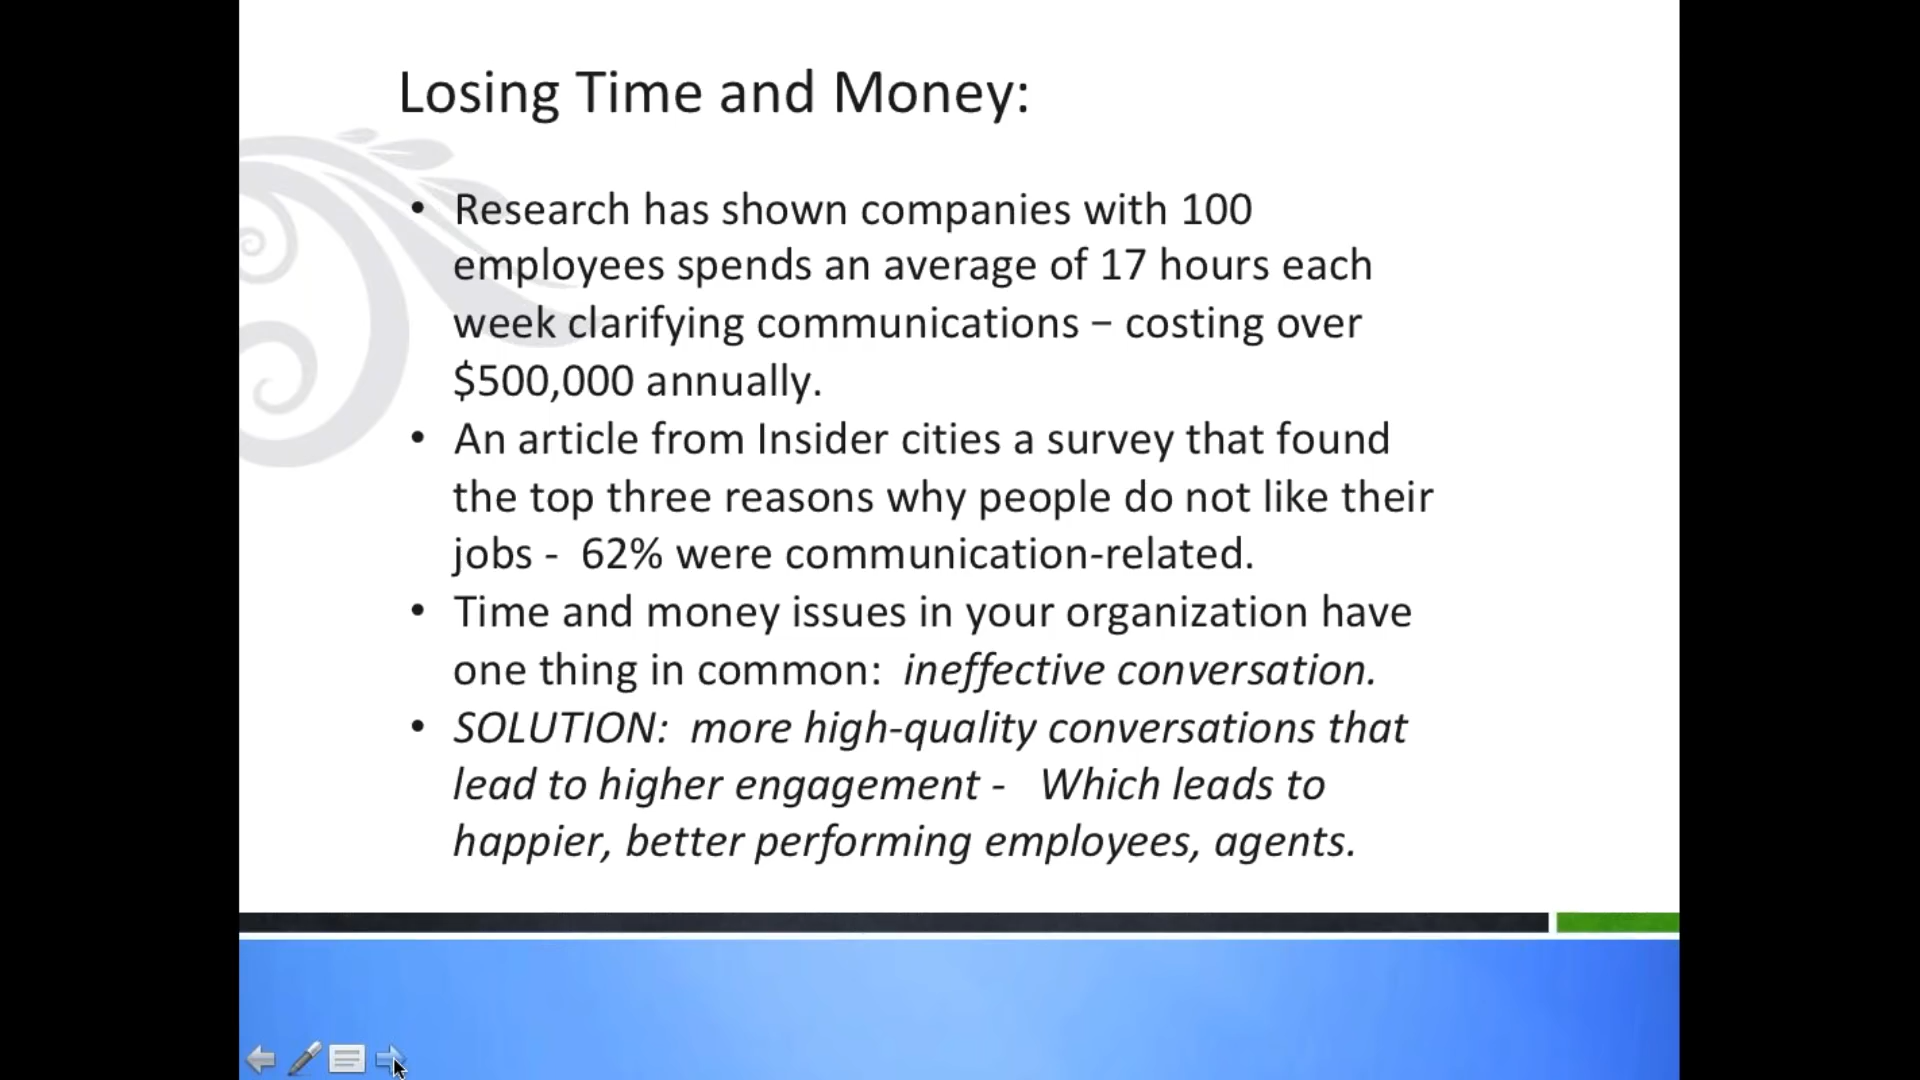 Losing Time and Money:
• Research has shown companies with 100
employees spends an average of 17 hours each
week clarifying communications – costing over
$500,000 annually.
• An article from Insider cities a survey that found
the top three reasons why people do not like their
jobs -  62% were communication-related.
• Time and money issues in your organization have
one thing in common:  ineffective conversation.
• SOLUTION:  more high-quality conversations that
lead to higher engagement -   Which leads to
happier, better performing employees, agents.